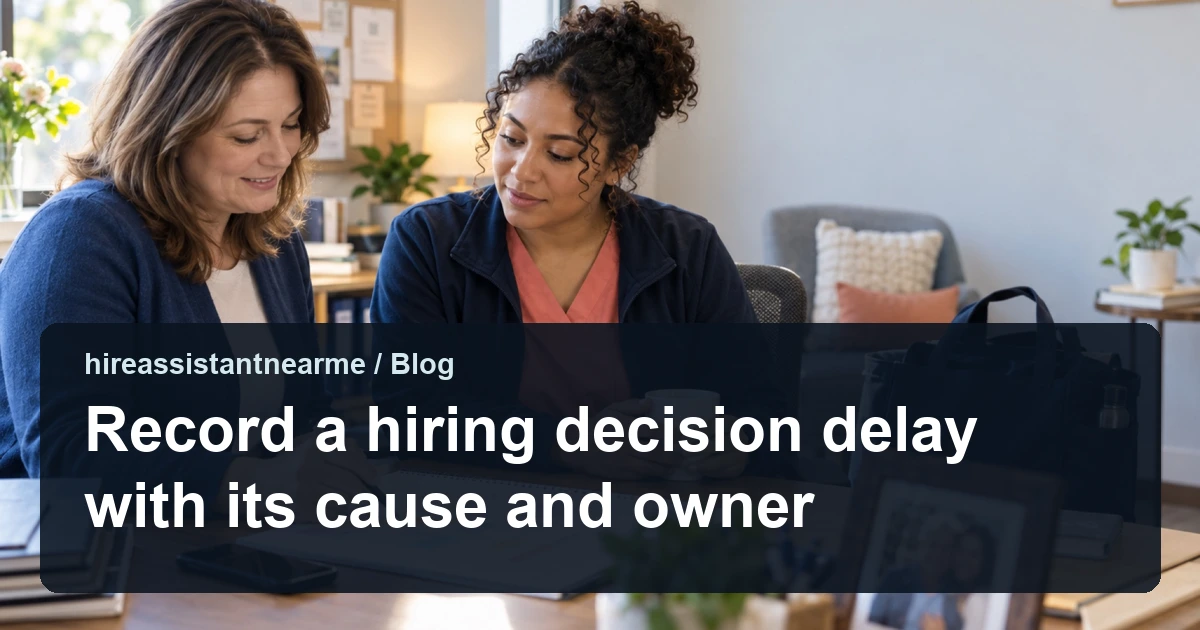 hireassistantnearme / Blog
Record a hiring decision delay
with its cause and owner